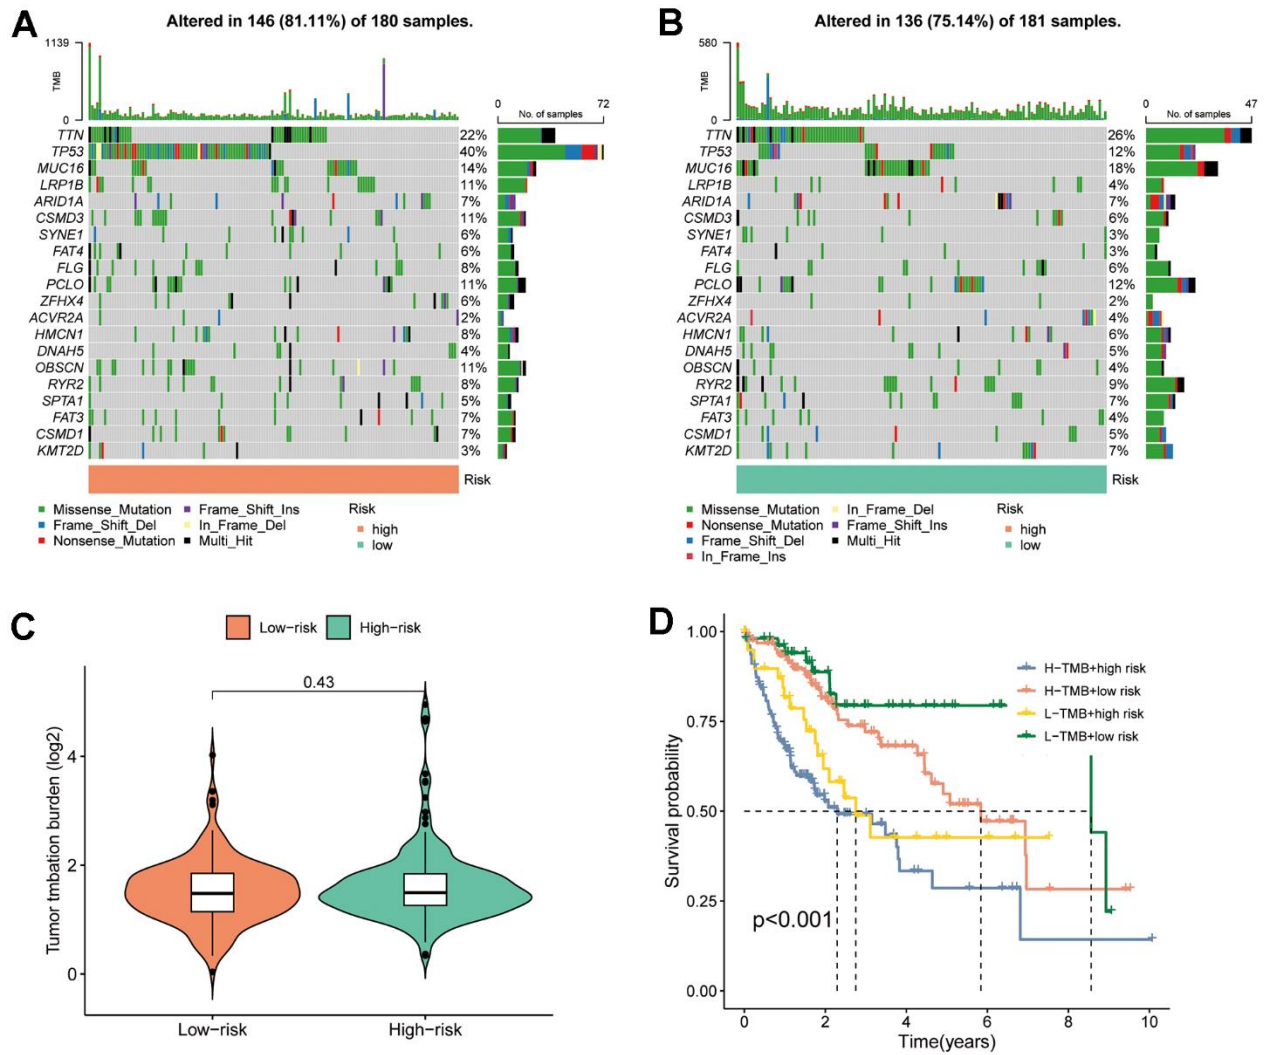 A
Altered in 146 (81.11%) of 180 samples.
1139
TMB
0
0 72
No. of samples
TTN 22%
TP53 40%
MUC16 14%
LRP1B 11%
ARID1A 7%
CSMD3 11%
SYNE1 6%
FAT4 6%
FLG 8%
PCLO 11%
ZFHX4 6%
ACVR2A 2%
HMCN1 8%
DNAH5 4%
OBSCN 11%
RYR2 8%
SPTA1 5%
FAT3 7%
CSMD1 7%
KMT2D 3%
Risk
Missense_Mutation Frame_Shift_Ins Risk
Frame_Shift_Del In_Frame_Del high
Nonsense_Mutation Multi_Hit low
B
Altered in 136 (75.14%) of 181 samples.
580
TMB
0
0 47
No. of samples
TTN 26%
TP53 12%
MUC16 18%
LRP1B 4%
ARID1A 7%
CSMD3 6%
SYNE1 3%
FAT4 3%
FLG 6%
PCLO 12%
ZFHX4 2%
ACVR2A 4%
HMCN1 6%
DNAH5 5%
OBSCN 4%
RYR2 9%
SPTA1 7%
FAT3 4%
CSMD1 5%
KMT2D 7%
Risk
Missense_Mutation In_Frame_Del Risk
Nonsense_Mutation Frame_Shift_Ins high
Frame_Shift_Del Multi_Hit low
In_Frame_Ins
C
Low−risk High−risk
0.43
Tumor tmbation burden (log2)
4
2
0
Low−risk High−risk
D
1.00
0.75
0.50
0.25
0.00
Survival probability
H−TMB+high risk
H−TMB+low risk
L−TMB+high risk
L−TMB+low risk
p<0.001
0 2 4 6 8 10
Time(years)